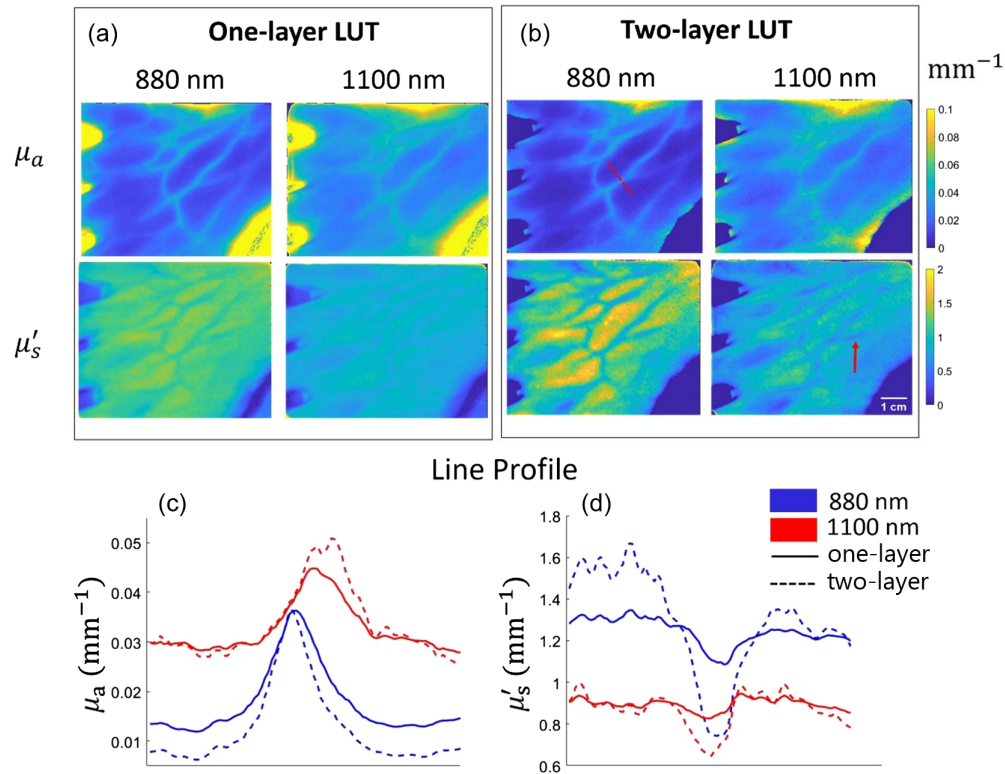 (a) One-layer LUT
880 nm 1100 nm
(b) Two-layer LUT
880 nm 1100 nm
mm⁻¹
μₐ
0.1
0.08
0.06
0.04
0.02
0
μ′ₛ
2
1.5
1
0.5
0
1 cm
Line Profile
(c)
μₐ (mm⁻¹)
0.05
0.04
0.03
0.02
0.01
(d)
μ′ₛ (mm⁻¹)
1.8
1.6
1.4
1.2
1
0.8
0.6
880 nm
1100 nm
one-layer
two-layer